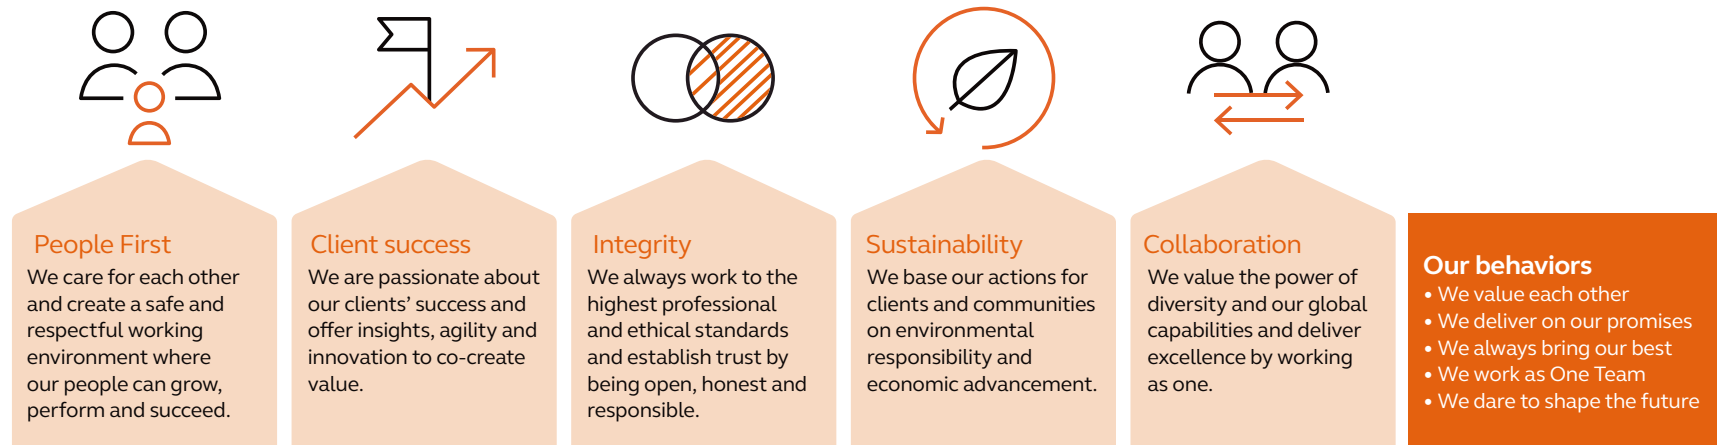 People First
We care for each other
and create a safe and
respectful working
environment where
our people can grow,
perform and succeed.
Client success
We are passionate about
our clients’ success and
offer insights, agility and
innovation to co-create
value.
Integrity
We always work to the
highest professional
and ethical standards
and establish trust by
being open, honest and
responsible.
Sustainability
We base our actions for
clients and communities
on environmental
responsibility and
economic advancement.
Collaboration
We value the power of
diversity and our global
capabilities and deliver
excellence by working
as one.
Our behaviors
• We value each other
• We deliver on our promises
• We always bring our best
• We work as One Team
• We dare to shape the future